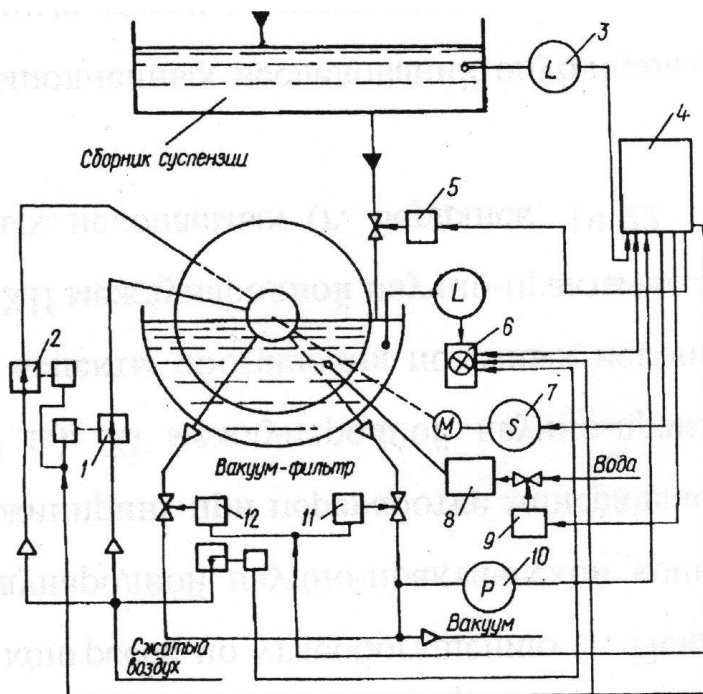 3
L
4
Сборник суспензии
5
L
2
6
7
M
S
Вакуум-фильтр
Вода
1
8
9
12
11
10
P
Вакуум
Сжатый
воздух